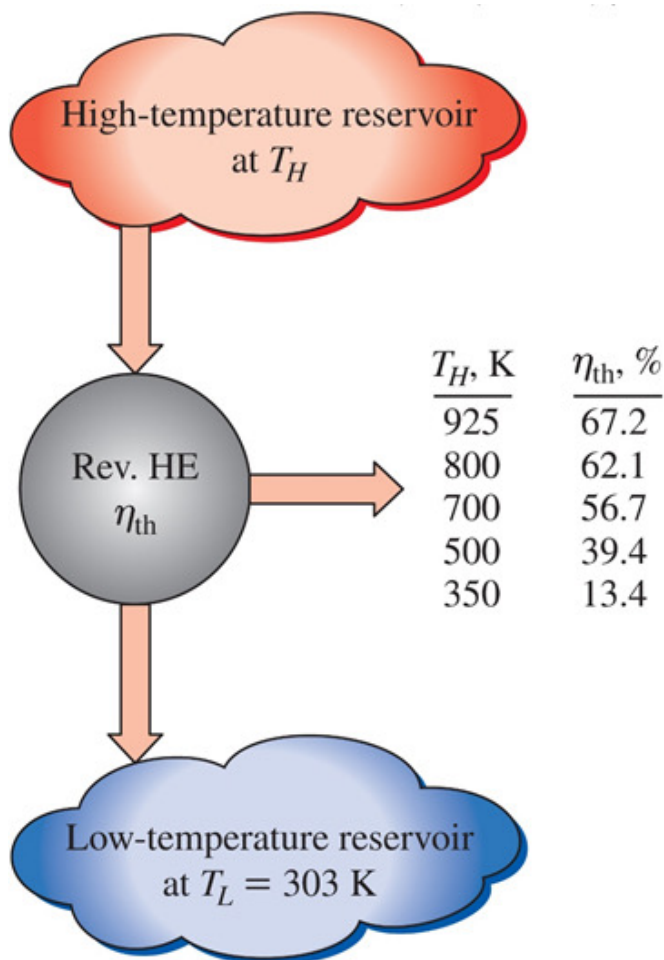 High-temperature reservoir
at T_H
Rev. HE
η_th
T_H, K η_th, %
925 67.2
800 62.1
700 56.7
500 39.4
350 13.4
Low-temperature reservoir
at T_L = 303 K